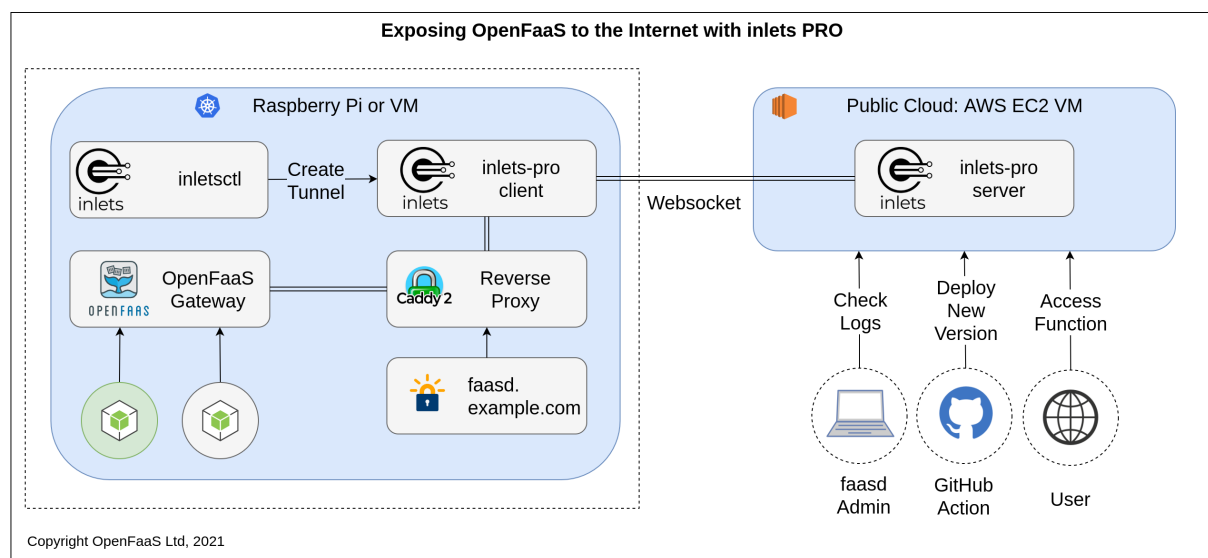 Exposing OpenFaaS to the Internet with inlets PRO
Raspberry Pi or VM
Public Cloud: AWS EC2 VM
inlets
inletsctl
Create
Tunnel
inlets
inlets-pro
client
Websocket
inlets
inlets-pro
server
OPENFAAS
OpenFaaS
Gateway
Caddy 2
Reverse
Proxy
faasd.
example.com
Check
Logs
Deploy
New
Version
Access
Function
faasd
Admin
GitHub
Action
User
Copyright OpenFaaS Ltd, 2021